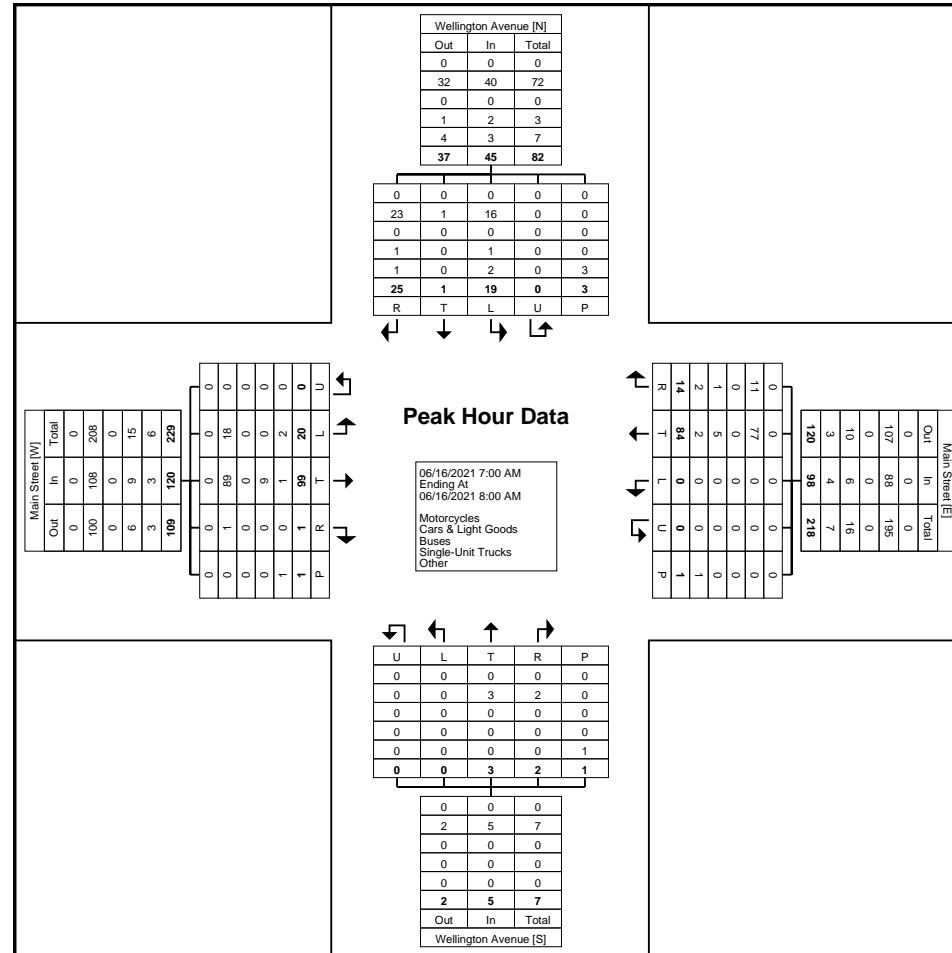 Wellington Avenue [N]
Out In Total
0 0 0
32 40 72
0 0 0
1 2 3
4 3 7
37 45 82
0 0 0 0 0
23 1 16 0 0
0 0 0 0 0
1 0 1 0 0
1 0 2 0 3
25 1 19 0 3
R T L U P
Main Street [W]
Total In Out
0 0 0
208 108 100
0 0 0
15 9 6
6 3 3
229 120 109
0 0 0 0 0
0 18 89 1 0
0 0 0 0 0
0 0 9 0 0
0 2 1 0 1
0 20 99 1 1
U L T R P
Peak Hour Data
06/16/2021 7:00 AM
Ending At
06/16/2021 8:00 AM
Motorcycles
Cars & Light Goods
Buses
Single-Unit Trucks
Other
R T L U P
14 84 0 0 1
2 2 0 0 1
1 5 0 0 0
0 0 0 0 0
11 77 0 0 0
0 0 0 0 0
Main Street [E]
Out In Total
0 0 0
107 88 195
0 0 0
10 6 16
3 4 7
120 98 218
U L T R P
0 0 0 0 0
0 0 3 2 0
0 0 0 0 0
0 0 0 0 0
0 0 0 0 1
0 0 3 2 1
0 0 0
2 5 7
0 0 0
0 0 0
0 0 0
2 5 7
Out In Total
Wellington Avenue [S]